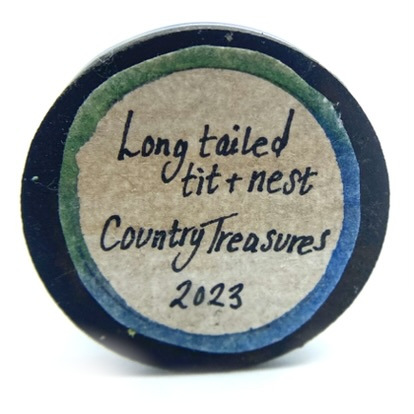 Long tailed
tit + nest
Country Treasures
2023